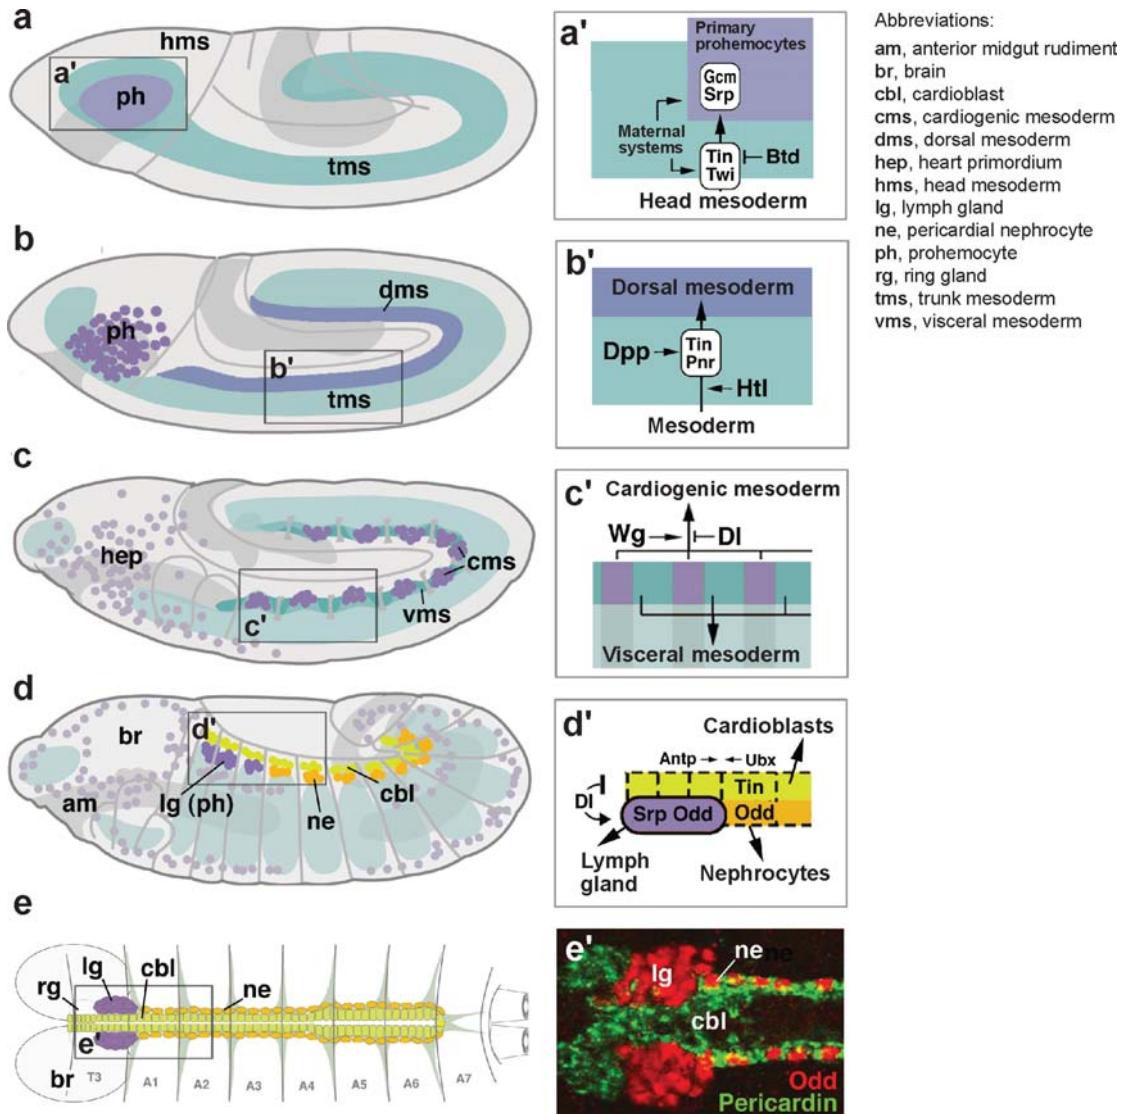 a
hms
a'
ph
tms
a'
Primary
prohemocytes
Gcm
Srp
Maternal
systems
Tin
Twi
Btd
Head mesoderm
Abbreviations:
am, anterior midgut rudiment
br, brain
cbl, cardioblast
cms, cardiogenic mesoderm
dms, dorsal mesoderm
hep, heart primordium
hms, head mesoderm
lg, lymph gland
ne, pericardial nephrocyte
ph, prohemocyte
rg, ring gland
tms, trunk mesoderm
vms, visceral mesoderm
b
dms
ph
b'
tms
b'
Dorsal mesoderm
Tin
Pnr
Dpp
Htl
Mesoderm
c
hep
cms
vms
c'
c'
Cardiogenic mesoderm
Wg
Dl
Visceral mesoderm
d
d'
br
am
lg (ph)
ne
cbl
d'
Cardioblasts
Antp
Ubx
Tin
Dl
Srp Odd
Odd
Lymph
gland
Nephrocytes
e
lg
cbl
rg
ne
e'
br
T3 A1 A2 A3 A4 A5 A6 A7
e'
ne
ne
lg
cbl
Odd
Pericardin